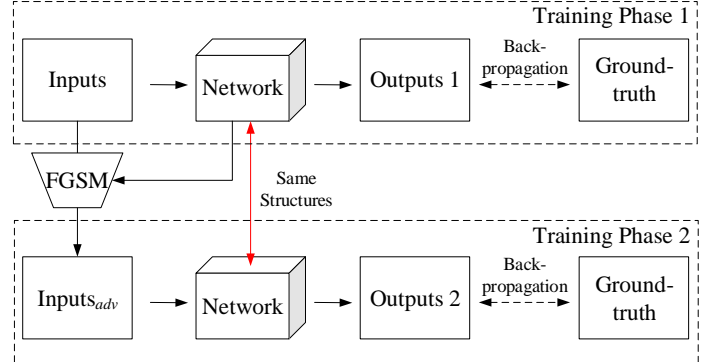 Training Phase 1
Inputs
Network
Outputs 1
Back-
propagation
Ground-
truth
FGSM
Same
Structures
Training Phase 2
Inputsadv
Network
Outputs 2
Back-
propagation
Ground-
truth